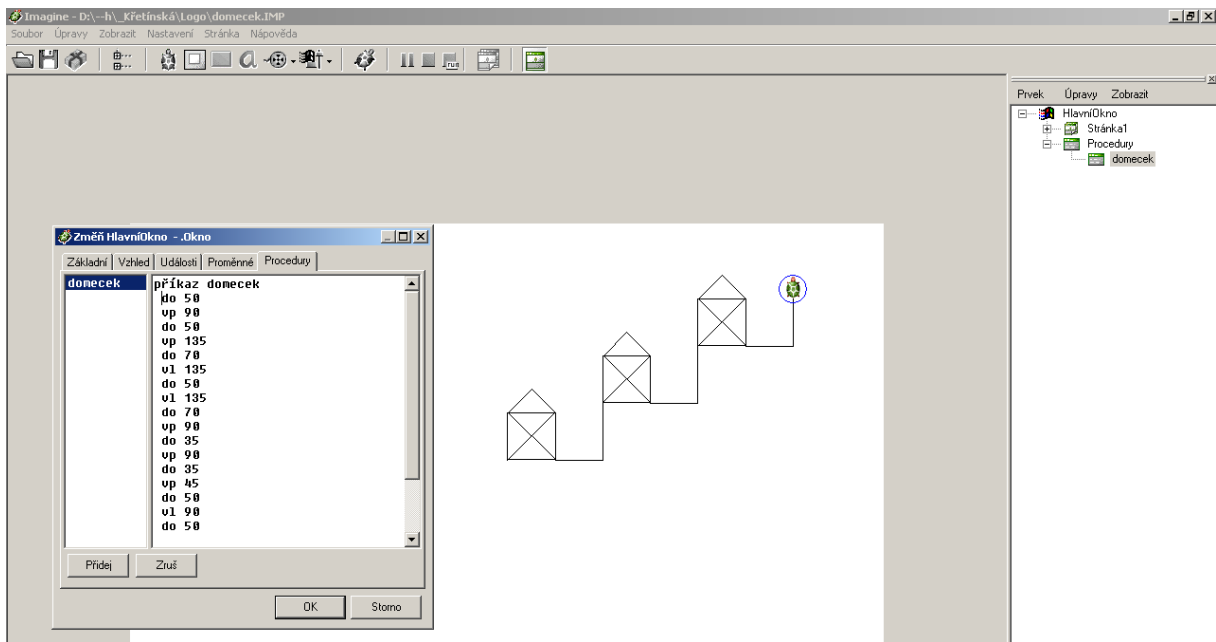 Imagine - D:\--h\_Křetínská\Logo\domecek.IMP
Soubor Úpravy Zobrazit Nastavení Stránka Nápověda
run
Prvek Úpravy Zobrazit
HlavníOkno
Stránka1
Procedury
domecek
Změň HlavníOkno - .Okno
Základní Vzhled Události Proměnné Procedury
domecek
příkaz domecek
do 50
vp 90
do 50
vp 135
do 70
vl 135
do 50
vl 135
do 70
vp 90
do 35
vp 90
do 35
vp 45
do 50
vl 90
do 50
Přidej Zruš
OK Storno